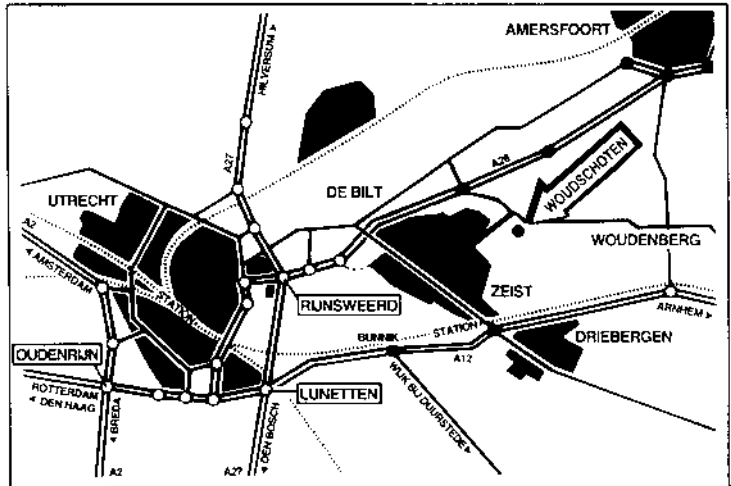 AMERSFOORT
HILVERSUM
A27
A28
WOUDSCHOTEN
DE BILT
UTRECHT
A2
AMSTERDAM
STATION
WOUDENBERG
ZEIST
RIJNSWEERD
ARNHEM
STATION
BUNNIK
DRIEBERGEN
A12
OUDENRIJN
LUNETTEN
ROTTERDAM
DEN HAAG
BREDA
DEN BOSCH
WIJK BIJ DUURSTEDE
A2
A27